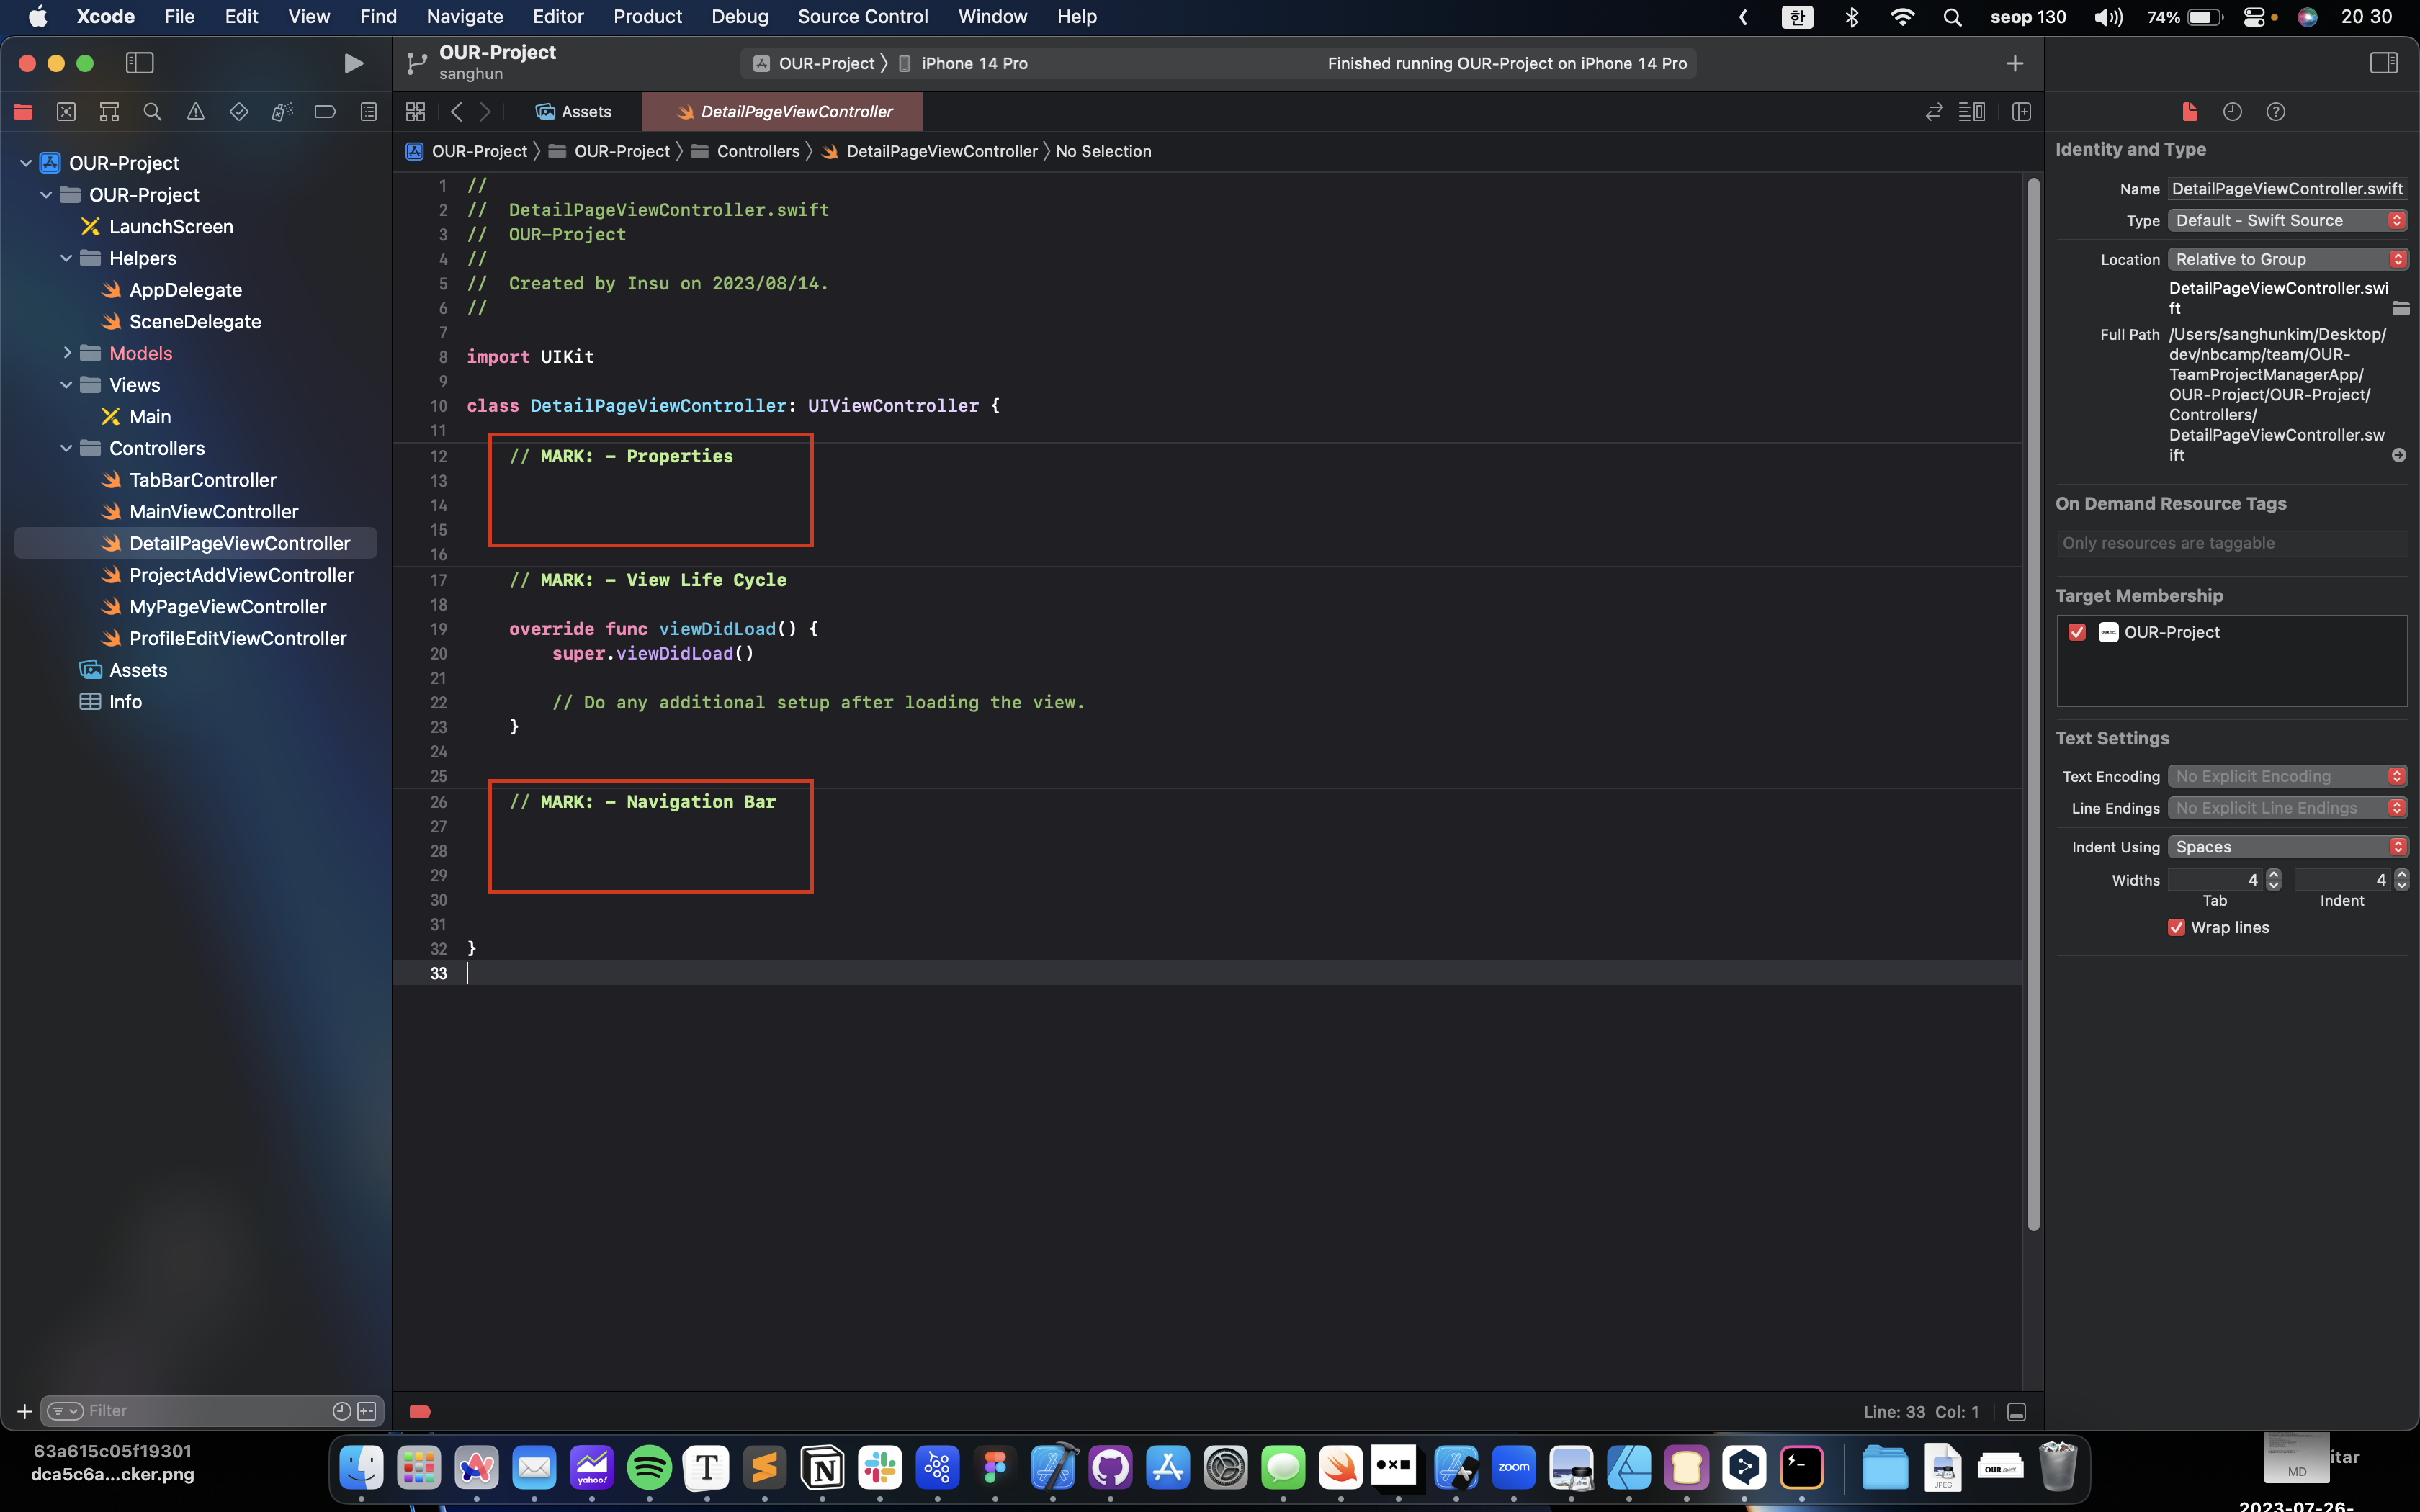 Xcode File Edit View Find Navigate Editor Product Debug Source Control Window Help 한 seop 130 74% 20 30
OUR-Project
sanghun
OUR-Project 〉 iPhone 14 Pro Finished running OUR-Project on iPhone 14 Pro
Assets DetailPageViewController
OUR-Project 〉 OUR-Project 〉 Controllers 〉 DetailPageViewController 〉 No Selection
OUR-Project
OUR-Project
LaunchScreen
Helpers
AppDelegate
SceneDelegate
Models
Views
Main
Controllers
TabBarController
MainViewController
DetailPageViewController
ProjectAddViewController
MyPageViewController
ProfileEditViewController
Assets
Info
Filter
1 //
2 //  DetailPageViewController.swift
3 //  OUR-Project
4 //
5 //  Created by Insu on 2023/08/14.
6 //
7
8 import UIKit
9
10 class DetailPageViewController: UIViewController {
11
12     // MARK: - Properties
13
14
15
16
17     // MARK: - View Life Cycle
18
19     override func viewDidLoad() {
20         super.viewDidLoad()
21
22         // Do any additional setup after loading the view.
23     }
24
25
26     // MARK: - Navigation Bar
27
28
29
30
31
32 }
33
Line: 33 Col: 1
Identity and Type
Name DetailPageViewController.swift
Type Default - Swift Source
Location Relative to Group
DetailPageViewController.swi
ft
Full Path /Users/sanghunkim/Desktop/
dev/nbcamp/team/OUR-
TeamProjectManagerApp/
OUR-Project/OUR-Project/
Controllers/
DetailPageViewController.sw
ift
On Demand Resource Tags
Only resources are taggable
Target Membership
OUR-Project
Text Settings
Text Encoding No Explicit Encoding
Line Endings No Explicit Line Endings
Indent Using Spaces
Widths 4 4
Tab Indent
Wrap lines
63a615c05f19301
dca5c6a...cker.png
yahoo!
zoom
JPEG
OUR
MD
itar
2023-07-26-